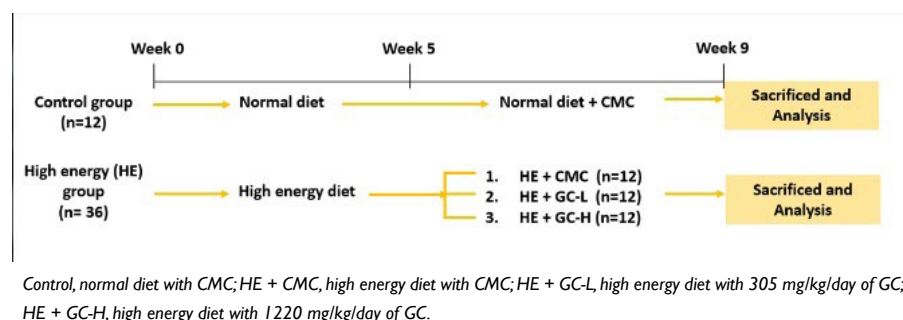 Week 0 Week 5 Week 9
Control group
(n=12)
Normal diet
Normal diet + CMC
Sacrificed and
Analysis
High energy (HE)
group
(n= 36)
High energy diet
1. HE + CMC (n=12)
2. HE + GC-L (n=12)
3. HE + GC-H (n=12)
Sacrificed and
Analysis
Control, normal diet with CMC; HE + CMC, high energy diet with CMC; HE + GC-L, high energy diet with 305 mg/kg/day of GC;
HE + GC-H, high energy diet with 1220 mg/kg/day of GC.